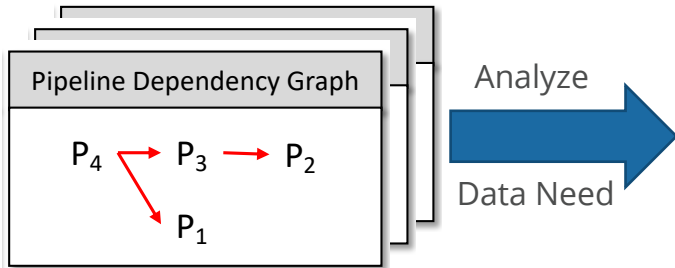 Pipeline Dependency Graph
P₄ P₃ P₂
P₁
Analyze
Data Need